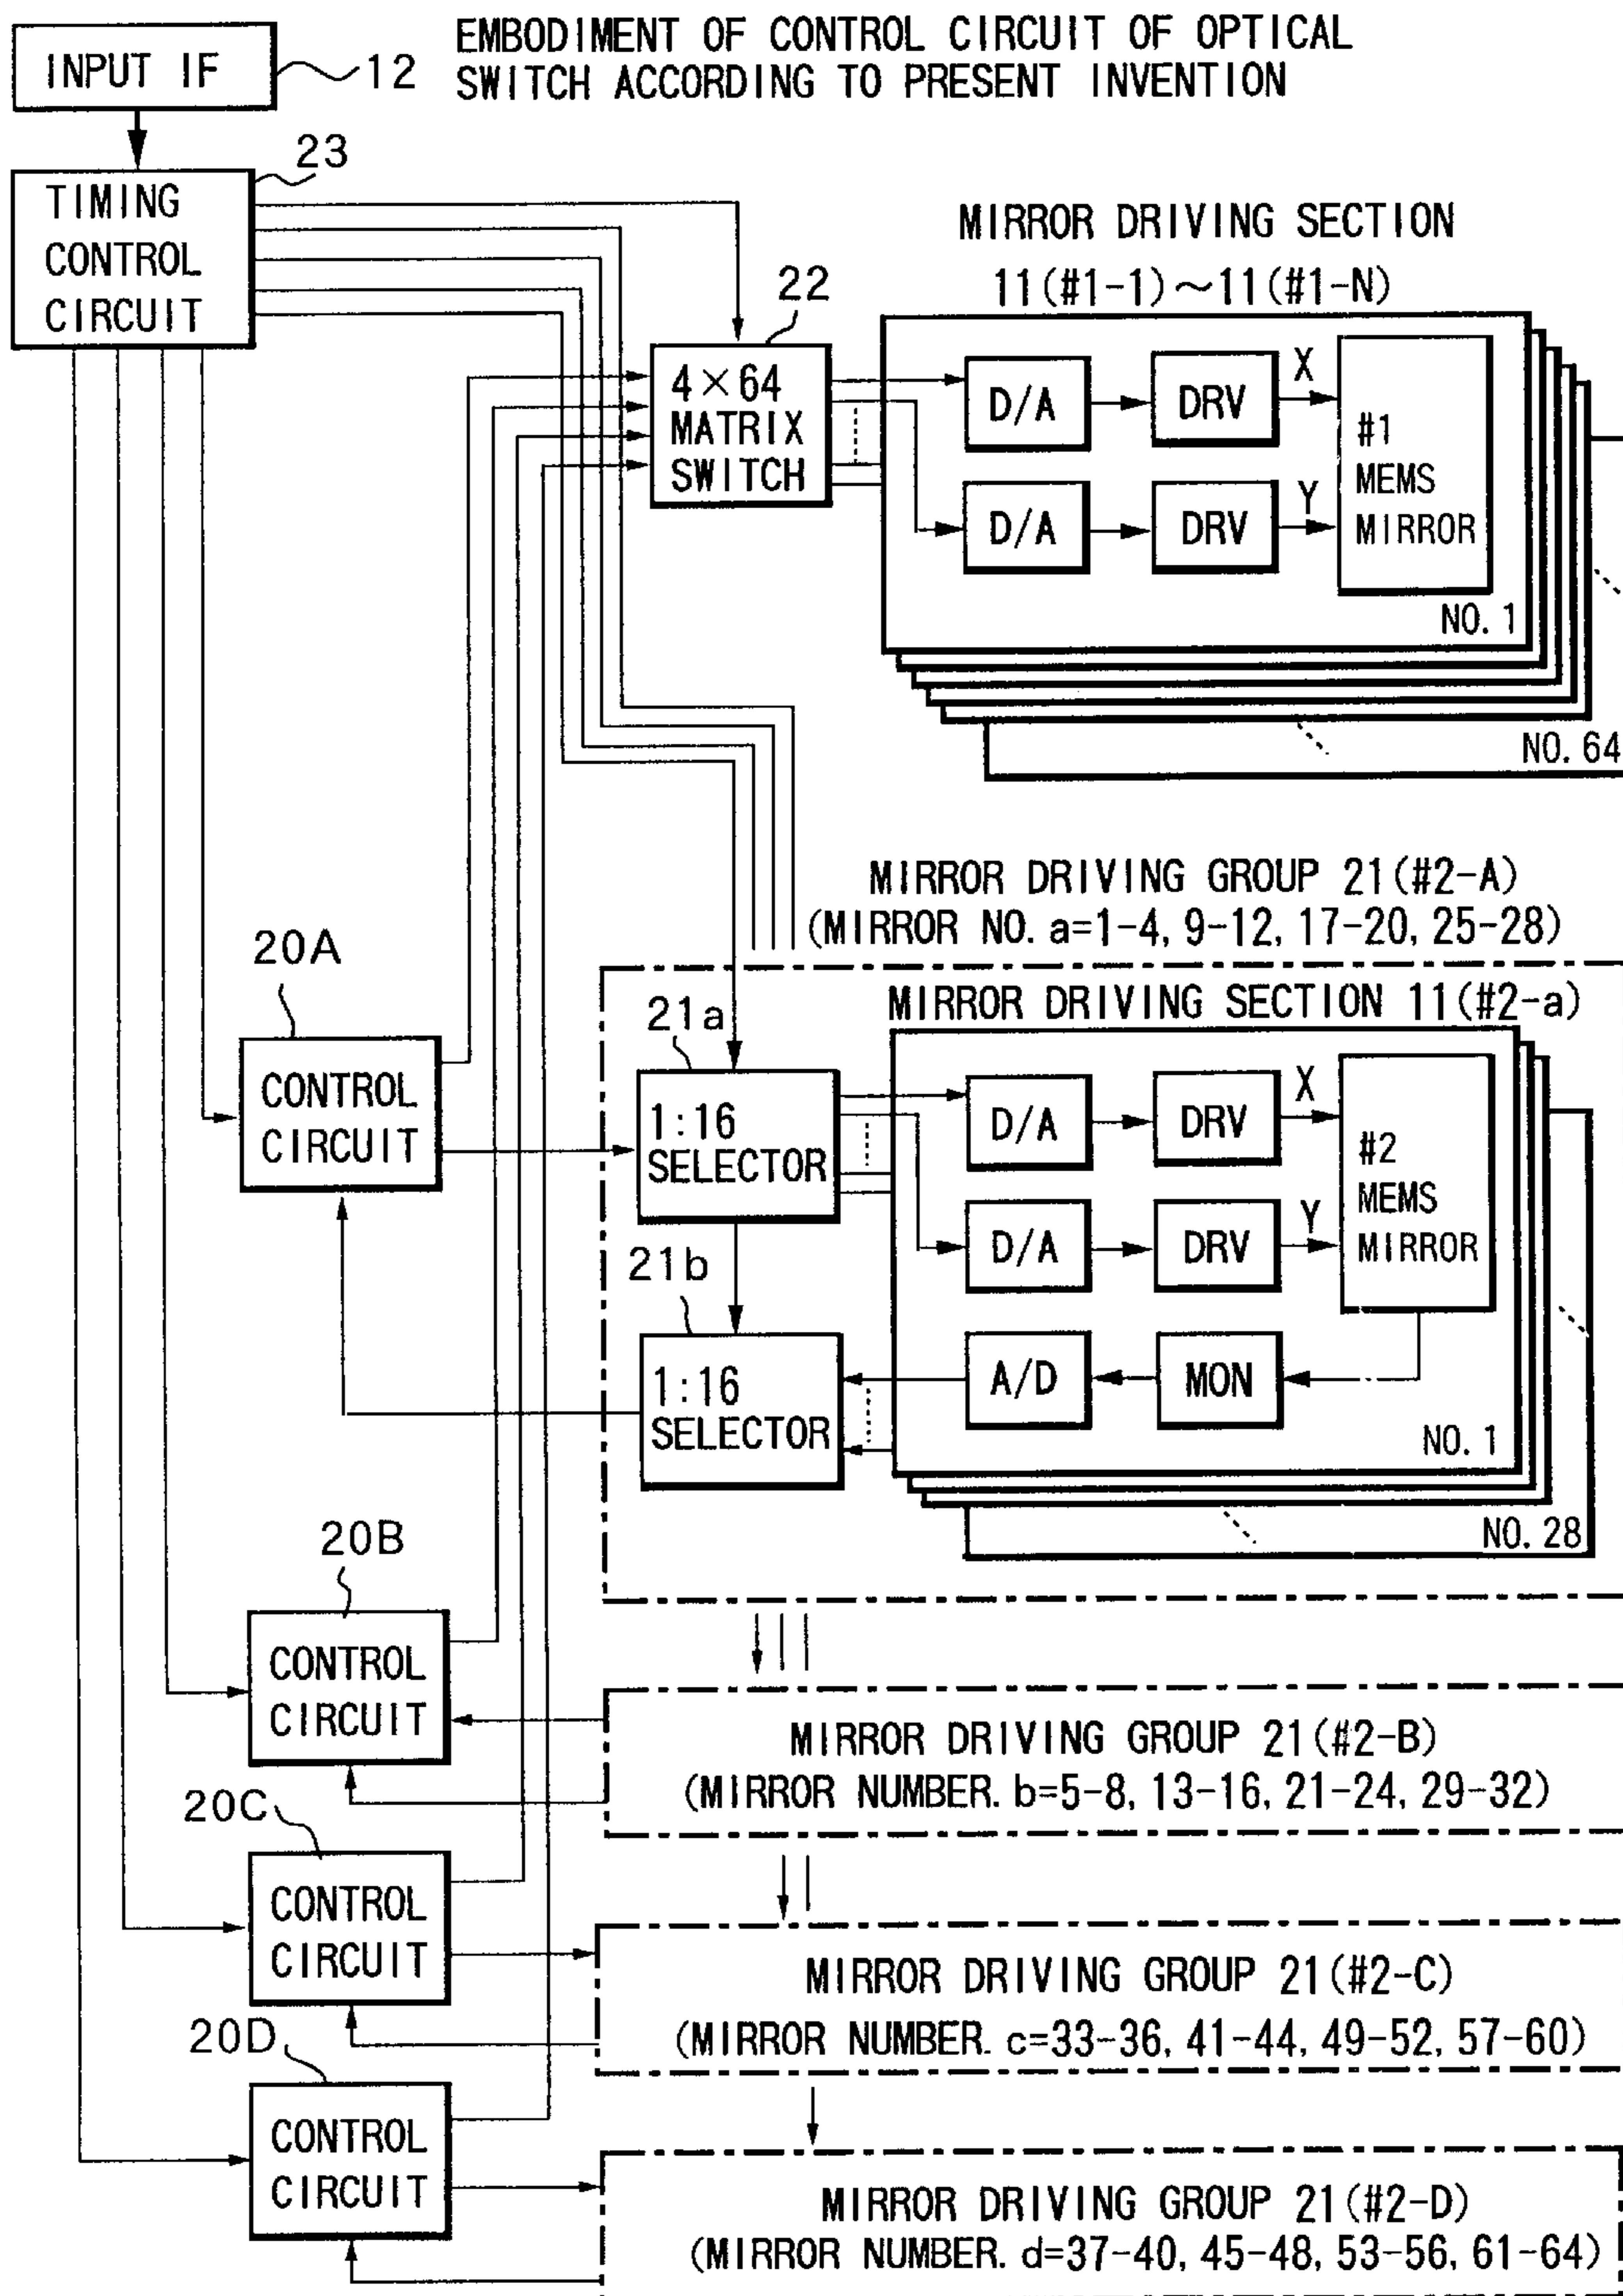 EMBODIMENT OF CONTROL CIRCUIT OF OPTICAL
SWITCH ACCORDING TO PRESENT INVENTION
INPUT IF
12
23
TIMING
CONTROL
CIRCUIT
MIRROR DRIVING SECTION
11(#1-1)~11(#1-N)
22
4×64
MATRIX
SWITCH
D/A
DRV
X
D/A
DRV
Y
#1
MEMS
MIRROR
NO. 1
NO. 64
MIRROR DRIVING GROUP 21(#2-A)
(MIRROR NO. a=1-4, 9-12, 17-20, 25-28)
20A
CONTROL
CIRCUIT
MIRROR DRIVING SECTION 11(#2-a)
21a
1:16
SELECTOR
D/A
DRV
X
D/A
DRV
Y
#2
MEMS
MIRROR
21b
1:16
SELECTOR
A/D
MON
NO. 1
NO. 28
20B
CONTROL
CIRCUIT
MIRROR DRIVING GROUP 21(#2-B)
(MIRROR NUMBER. b=5-8, 13-16, 21-24, 29-32)
20C
CONTROL
CIRCUIT
MIRROR DRIVING GROUP 21(#2-C)
(MIRROR NUMBER. c=33-36, 41-44, 49-52, 57-60)
20D
CONTROL
CIRCUIT
MIRROR DRIVING GROUP 21(#2-D)
(MIRROR NUMBER. d=37-40, 45-48, 53-56, 61-64)